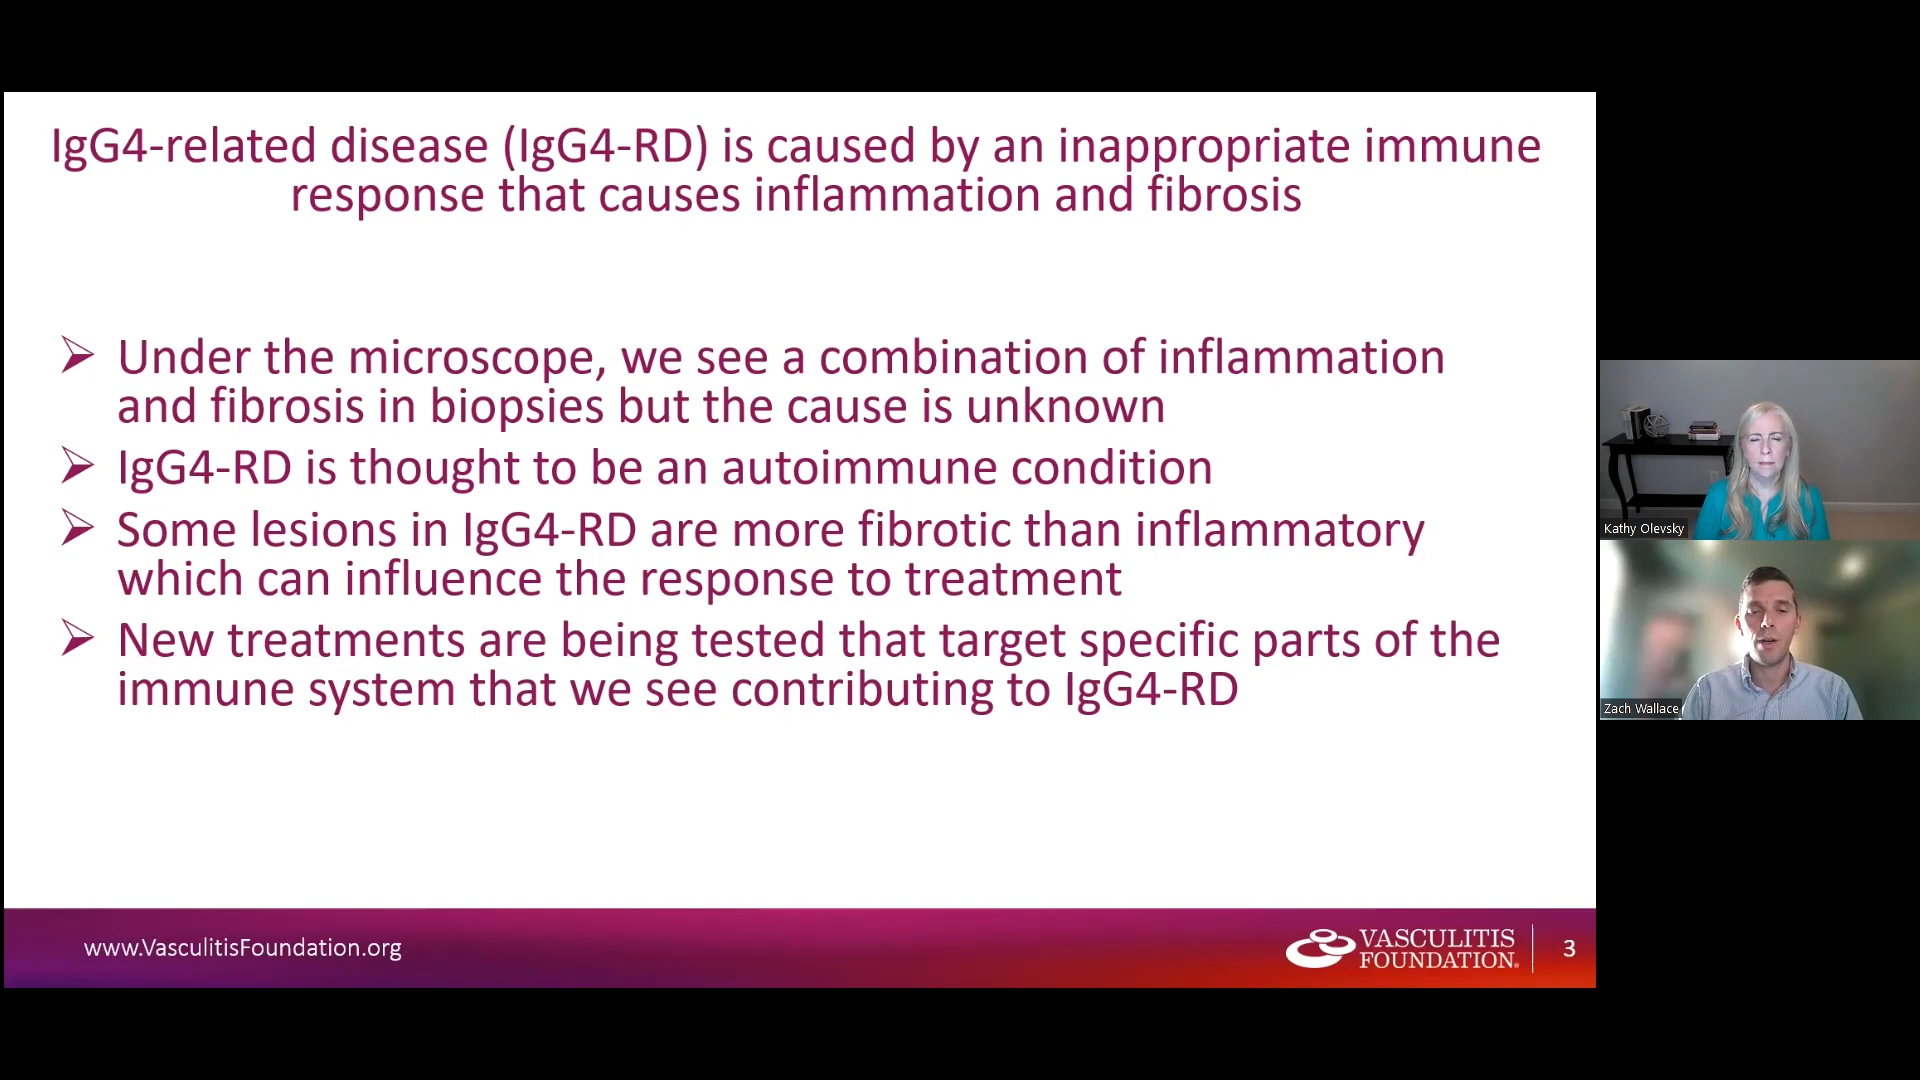 IgG4-related disease (IgG4-RD) is caused by an inappropriate immune
response that causes inflammation and fibrosis
Under the microscope, we see a combination of inflammation
and fibrosis in biopsies but the cause is unknown
IgG4-RD is thought to be an autoimmune condition
Some lesions in IgG4-RD are more fibrotic than inflammatory
which can influence the response to treatment
New treatments are being tested that target specific parts of the
immune system that we see contributing to IgG4-RD
www.VasculitisFoundation.org
VASCULITIS
FOUNDATION®
3
Kathy Olevsky
Zach Wallace